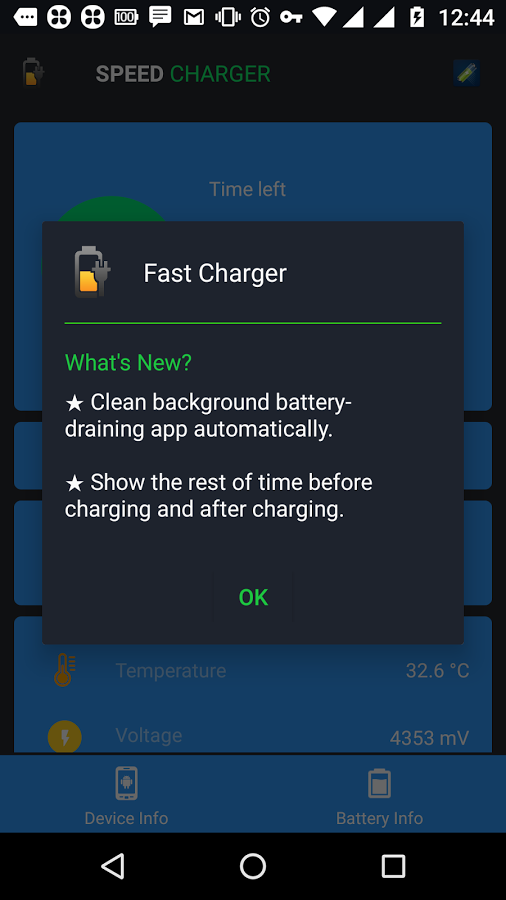 100
12:44
SPEED CHARGER
Time left
Fast Charger
What's New?
★ Clean background battery-
draining app automatically.
★ Show the rest of time before
charging and after charging.
OK
Temperature
32.6 °C
Voltage
4353 mV
Device Info
Battery Info